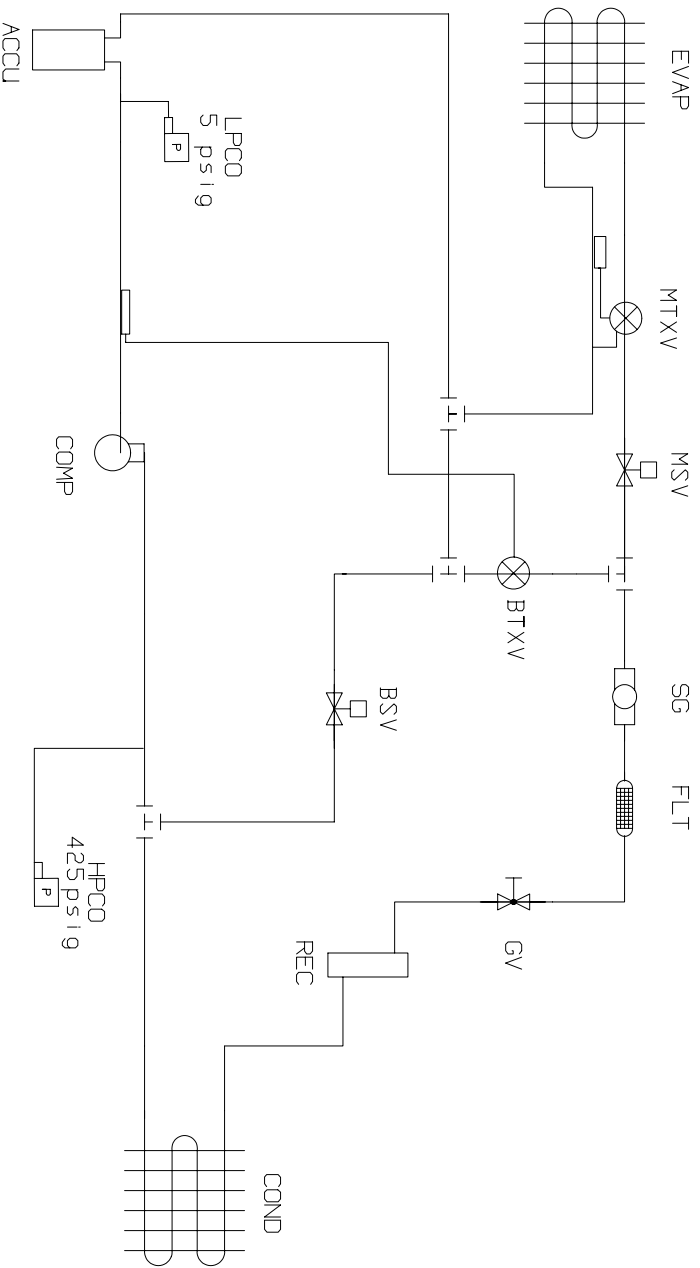 EVAP
MTXV
MSV
SG
FLT
BTXV
GV
BSV
REC
COND
LPCO
5 psig
P
HPCO
425psig
P
COMP
ACCU